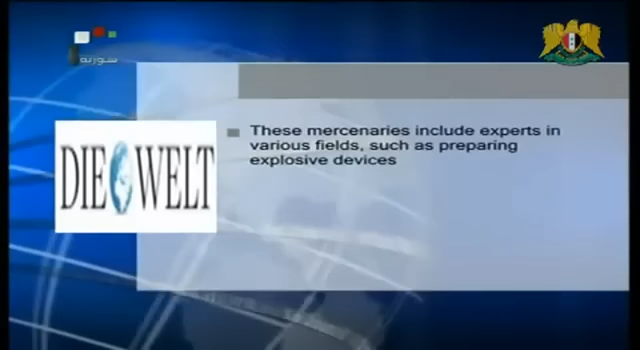 سورية
DIE WELT
These mercenaries include experts in
various fields, such as preparing
explosive devices